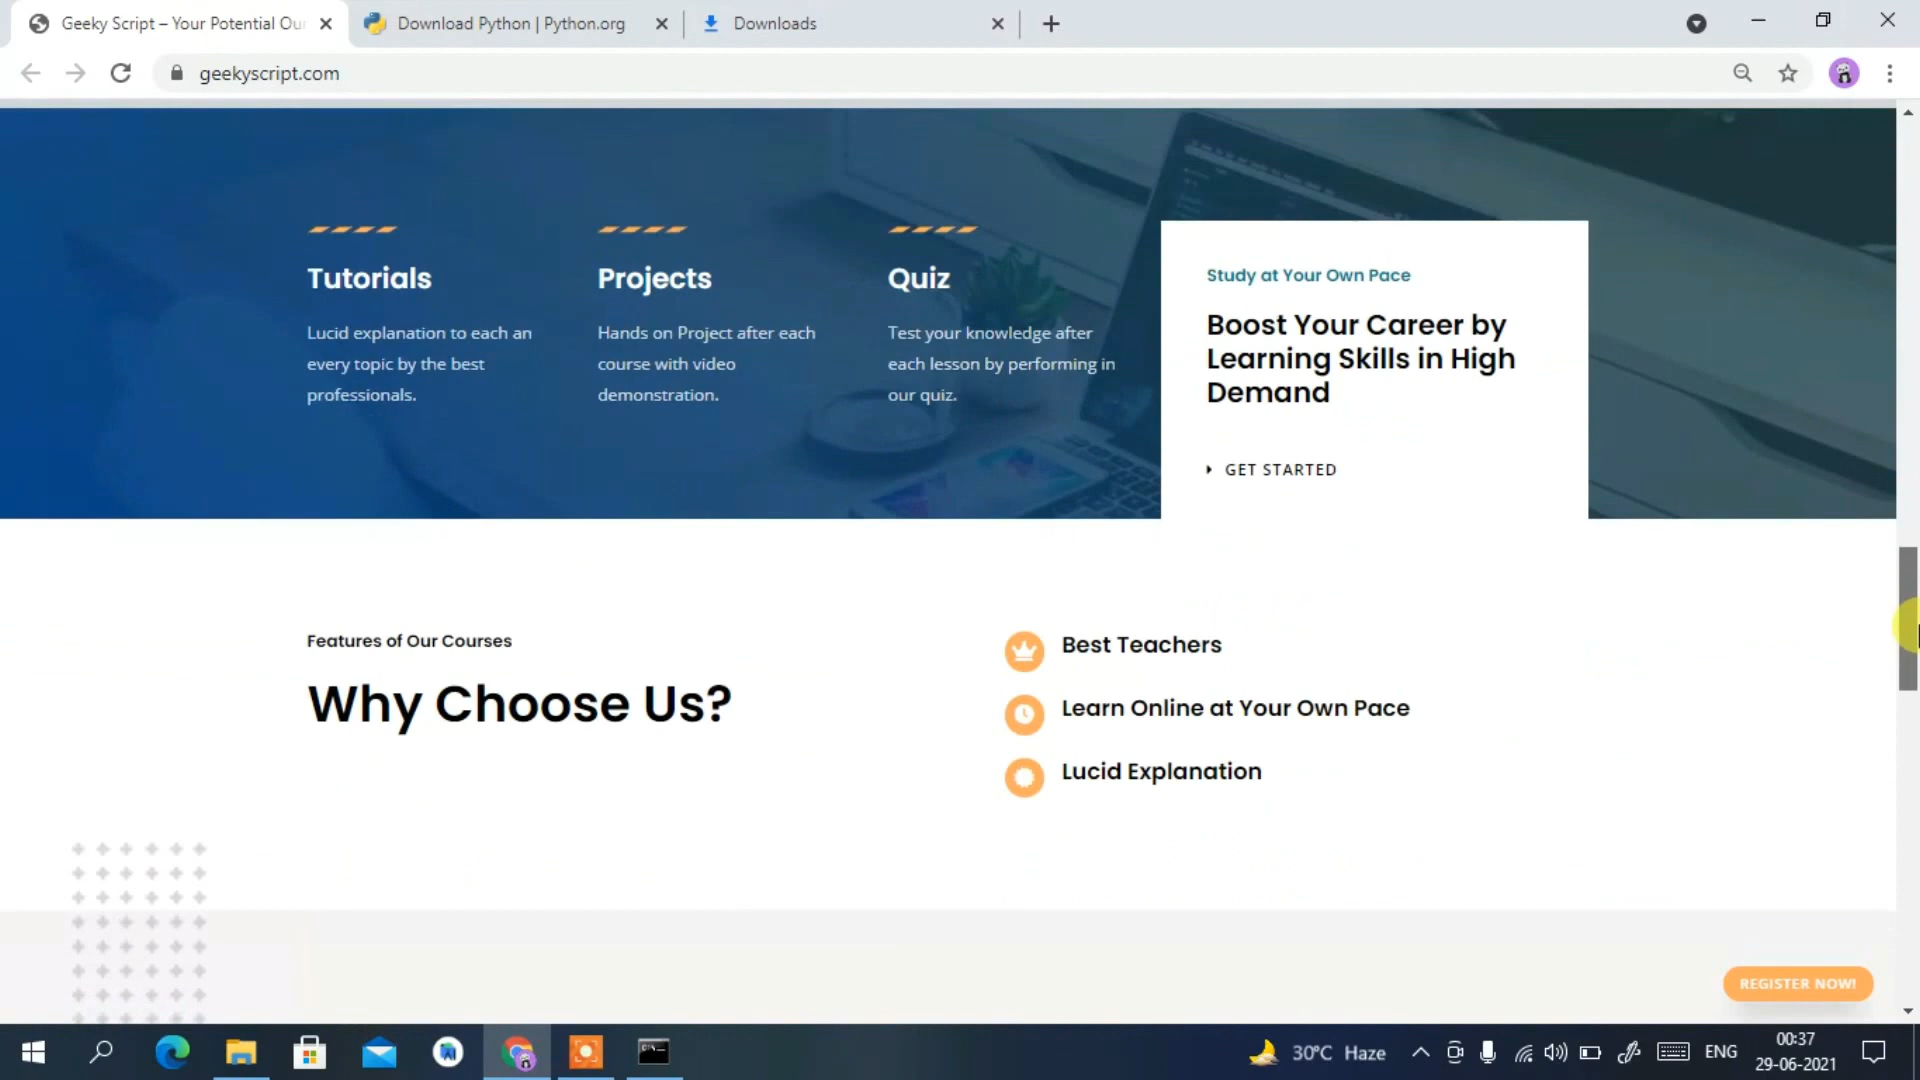 Geeky Script – Your Potential Our
Download Python | Python.org
Downloads
geekyscript.com
Tutorials
Lucid explanation to each an
every topic by the best
professionals.
Projects
Hands on Project after each
course with video
demonstration.
Quiz
Test your knowledge after
each lesson by performing in
our quiz.
Study at Your Own Pace
Boost Your Career by
Learning Skills in High
Demand
GET STARTED
Features of Our Courses
Why Choose Us?
Best Teachers
Learn Online at Your Own Pace
Lucid Explanation
REGISTER NOW!
30°C Haze
ENG
00:37
29-06-2021